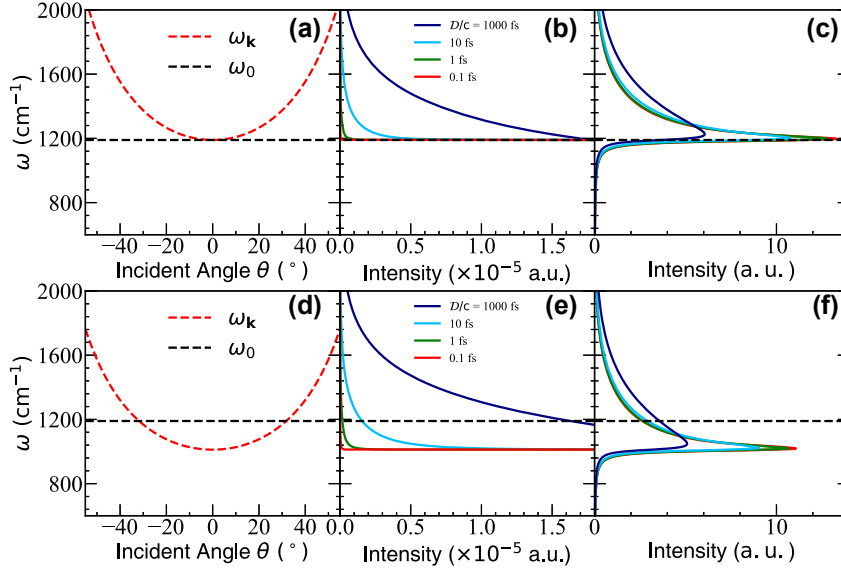 2000
1600
1200
800
ω (cm⁻¹)
−40
−20
0
20
40
Incident Angle θ (°)
ω_k
ω_0
(a)
0.0
0.5
1.0
1.5
Intensity (×10⁻⁵ a.u.)
𝒟/c = 1000 fs
10 fs
1 fs
0.1 fs
(b)
0
10
Intensity (a. u.)
(c)
2000
1600
1200
800
ω (cm⁻¹)
−40
−20
0
20
40
Incident Angle θ (°)
ω_k
ω_0
(d)
0.0
0.5
1.0
1.5
Intensity (×10⁻⁵ a.u.)
𝒟/c = 1000 fs
10 fs
1 fs
0.1 fs
(e)
0
10
Intensity (a. u.)
(f)